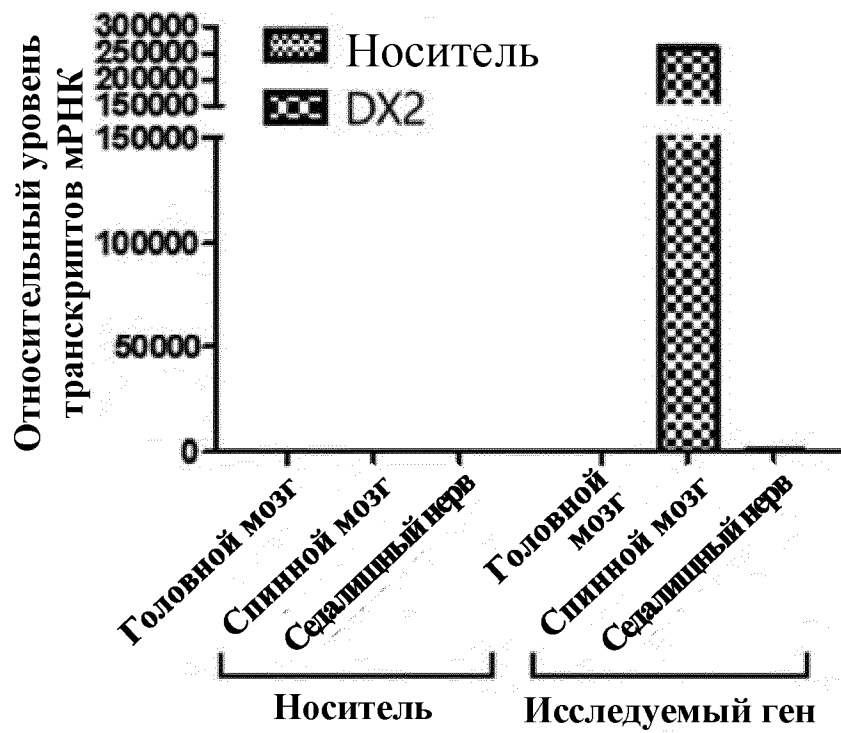 Относительный уровень
транскриптов мРНК
300000
250000
200000
150000
150000
100000
50000
0
Носитель
DX2
Головной мозг
Спинной мозг
Седалищный нерв
Головной
мозг
Спинной мозг
Седалищный нерв
Носитель
Исследуемый ген